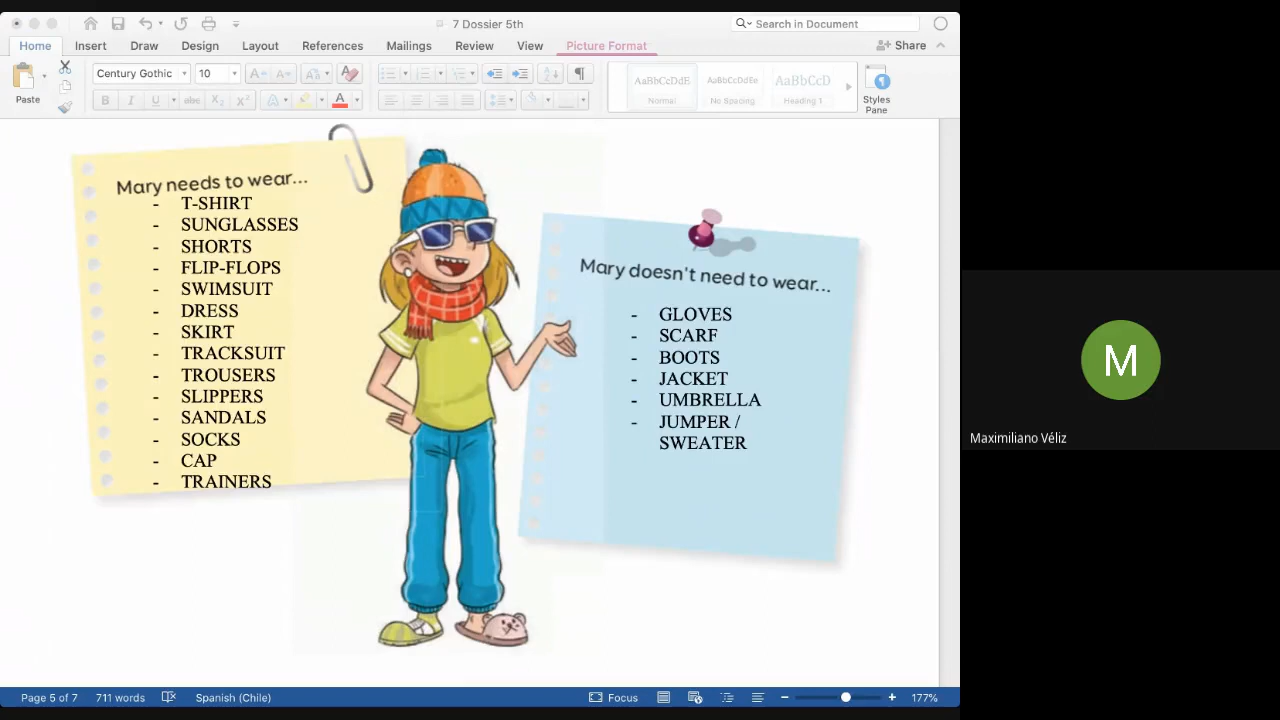 7 Dossier 5th
Search in Document
Home Insert Draw Design Layout References Mailings Review View Picture Format Share
Paste
Century Gothic 10
AaBbCcDdE AaBbCcDdEe AaBbCcD
Normal No Spacing Heading 1
Styles Pane
Mary needs to wear...
- T-SHIRT
- SUNGLASSES
- SHORTS
- FLIP-FLOPS
- SWIMSUIT
- DRESS
- SKIRT
- TRACKSUIT
- TROUSERS
- SLIPPERS
- SANDALS
- SOCKS
- CAP
- TRAINERS
Mary doesn't need to wear...
- GLOVES
- SCARF
- BOOTS
- JACKET
- UMBRELLA
- JUMPER /
SWEATER
M
Maximiliano Véliz
Page 5 of 7 711 words Spanish (Chile) Focus 177%